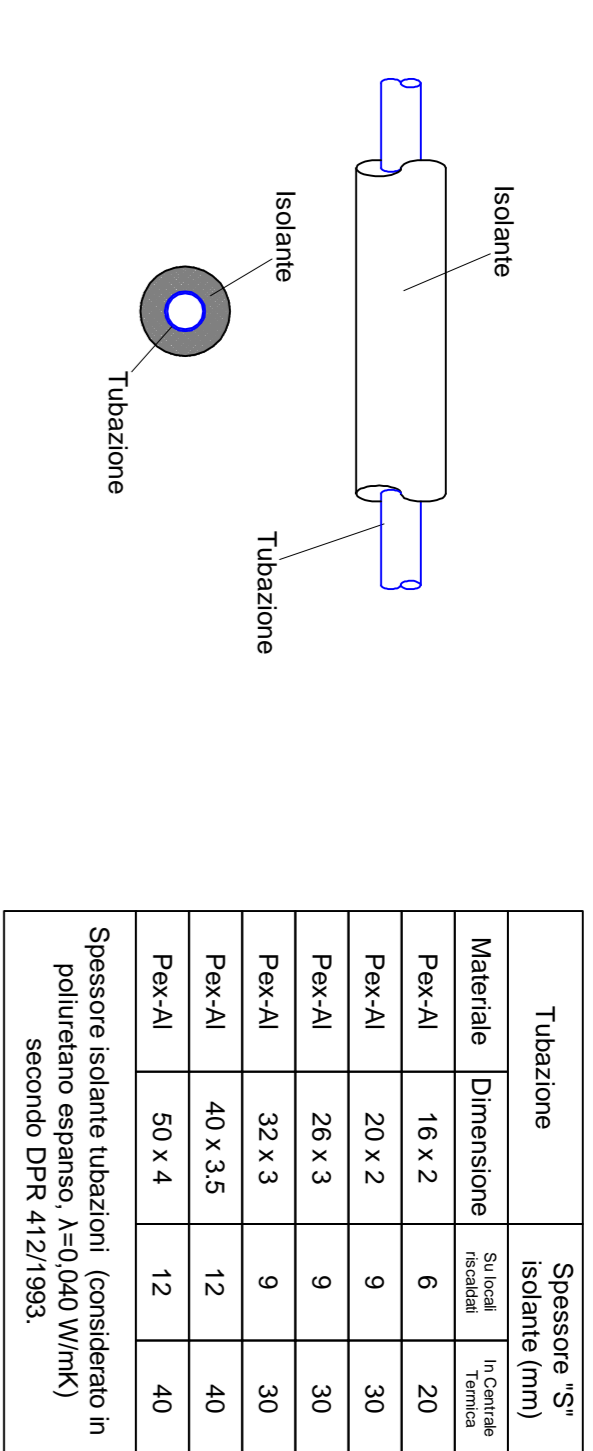 Isolante
Tubazione
Isolante
Tubazione
Tubazione
Spessore "S"
isolante (mm)
Materiale
Dimensione
Su locali
riscaldati
In Centrale
Termica
Pex-Al 16 x 2 6 20
Pex-Al 20 x 2 9 30
Pex-Al 26 x 3 9 30
Pex-Al 32 x 3 9 30
Pex-Al 40 x 3.5 12 40
Pex-Al 50 x 4 12 40
Spessore isolante tubazioni (considerato in
poliuretano espanso, λ=0,040 W/mK)
secondo DPR 412/1993.